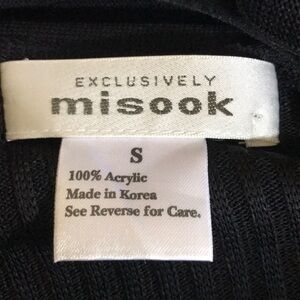 EXCLUSIVELY
misook
S
100% Acrylic
Made in Korea
See Reverse for Care.